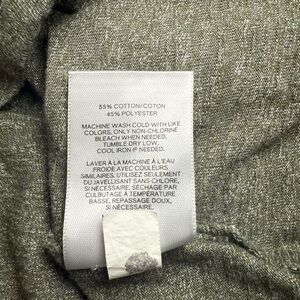 55% COTTON/COTON
45% POLYESTER
MACHINE WASH COLD WITH LIKE
COLORS, ONLY NON-CHLORINE
BLEACH WHEN NEEDED.
TUMBLE DRY LOW.
COOL IRON IF NEEDED.
LAVER À LA MACHINE À L'EAU
FROIDE AVEC COULEURS
SIMILAIRES, UTILISEZ SEULEMENT
DU JAVELLISANT SANS CHLORE,
SI NÉCESSAIRE. SÉCHAGE PAR
CULBUTAGE À TEMPÉRATURE
BASSE, REPASSAGE DOUX,
SI NÉCESSAIRE.